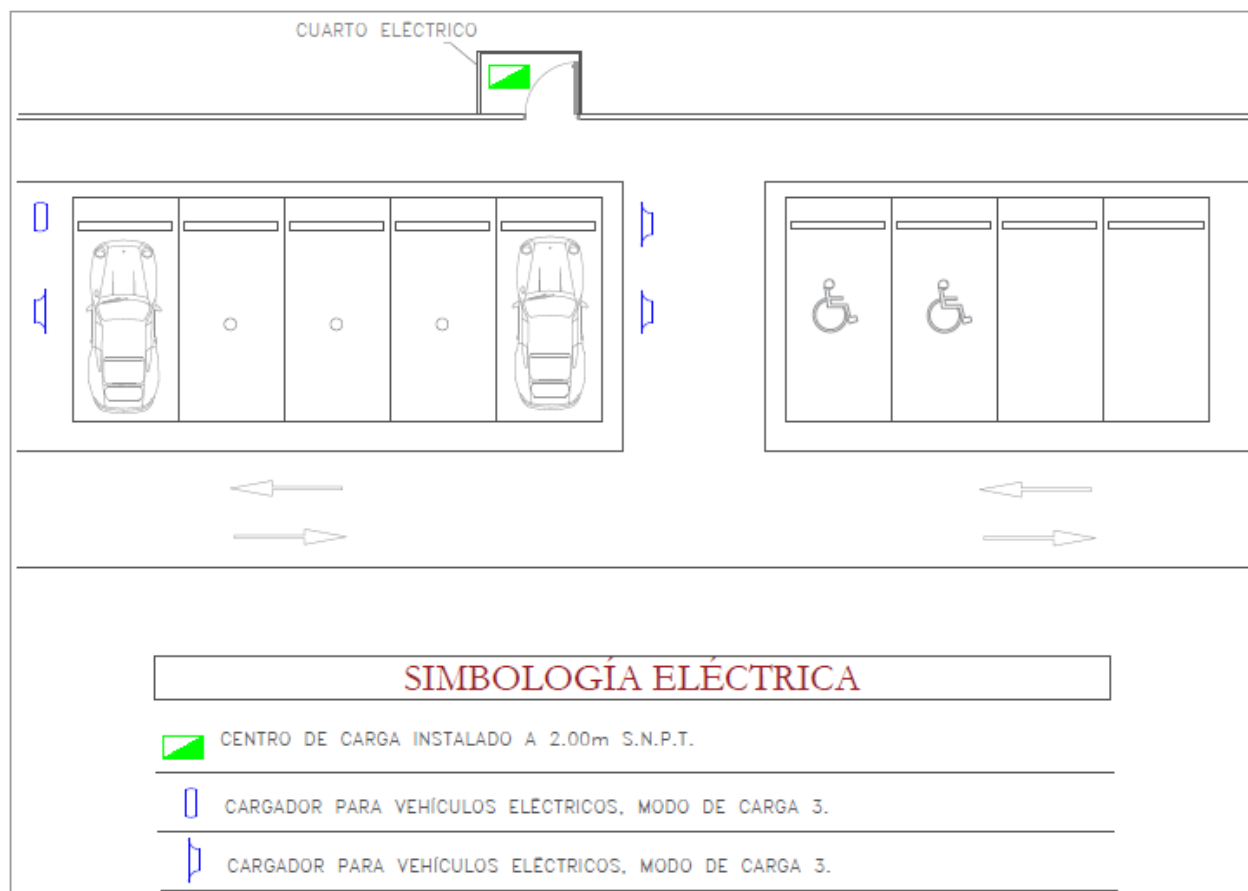 CUARTO ELÉCTRICO
SIMBOLOGÍA ELÉCTRICA
CENTRO DE CARGA INSTALADO A 2.00m S.N.P.T.
CARGADOR PARA VEHÍCULOS ELÉCTRICOS, MODO DE CARGA 3.
CARGADOR PARA VEHÍCULOS ELÉCTRICOS, MODO DE CARGA 3.